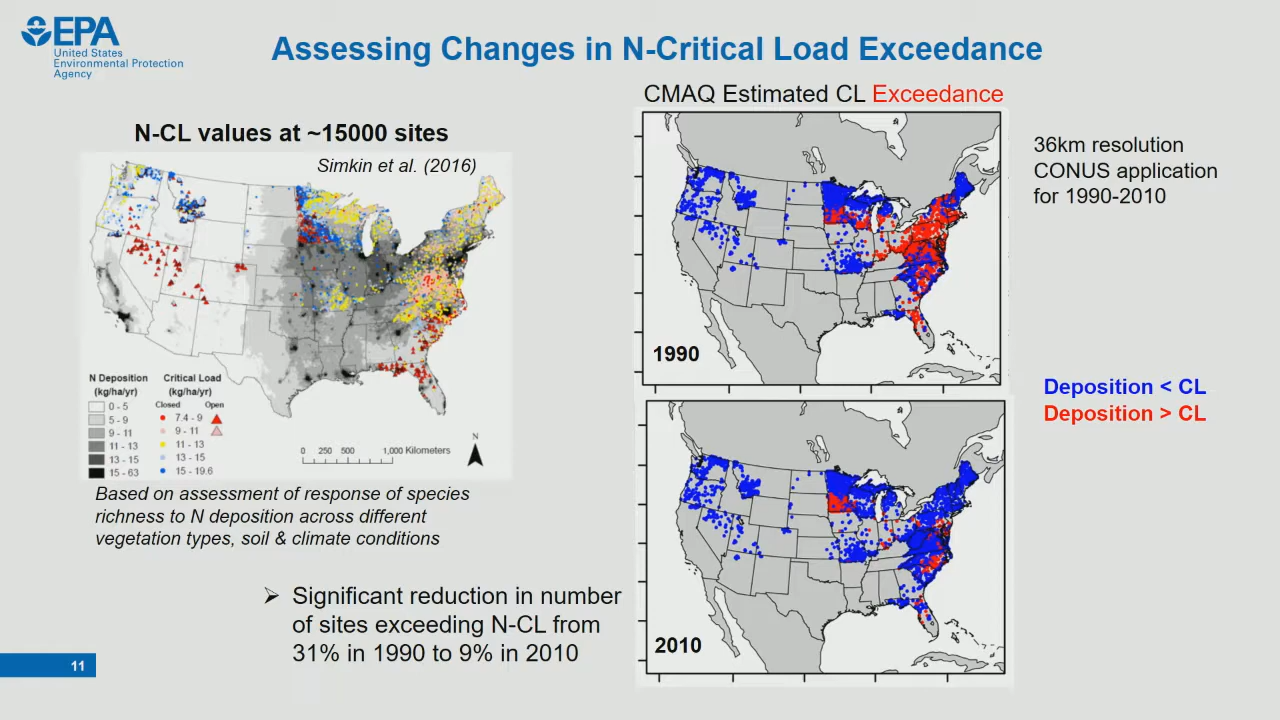 EPA
United States
Environmental Protection
Agency
Assessing Changes in N-Critical Load Exceedance
N-CL values at ~15000 sites
Simkin et al. (2016)
N Deposition
(kg/ha/yr)
0 - 5
5 - 9
9 - 11
11 - 13
13 - 15
15 - 63
Critical Load
(kg/ha/yr)
Closed Open
7.4 - 9
9 - 11
11 - 13
13 - 15
15 - 19.6
0 250 500 1,000 Kilometers
N
Based on assessment of response of species
richness to N deposition across different
vegetation types, soil & climate conditions
➢ Significant reduction in number
of sites exceeding N-CL from
31% in 1990 to 9% in 2010
CMAQ Estimated CL Exceedance
1990
2010
36km resolution
CONUS application
for 1990-2010
Deposition < CL
Deposition > CL
11